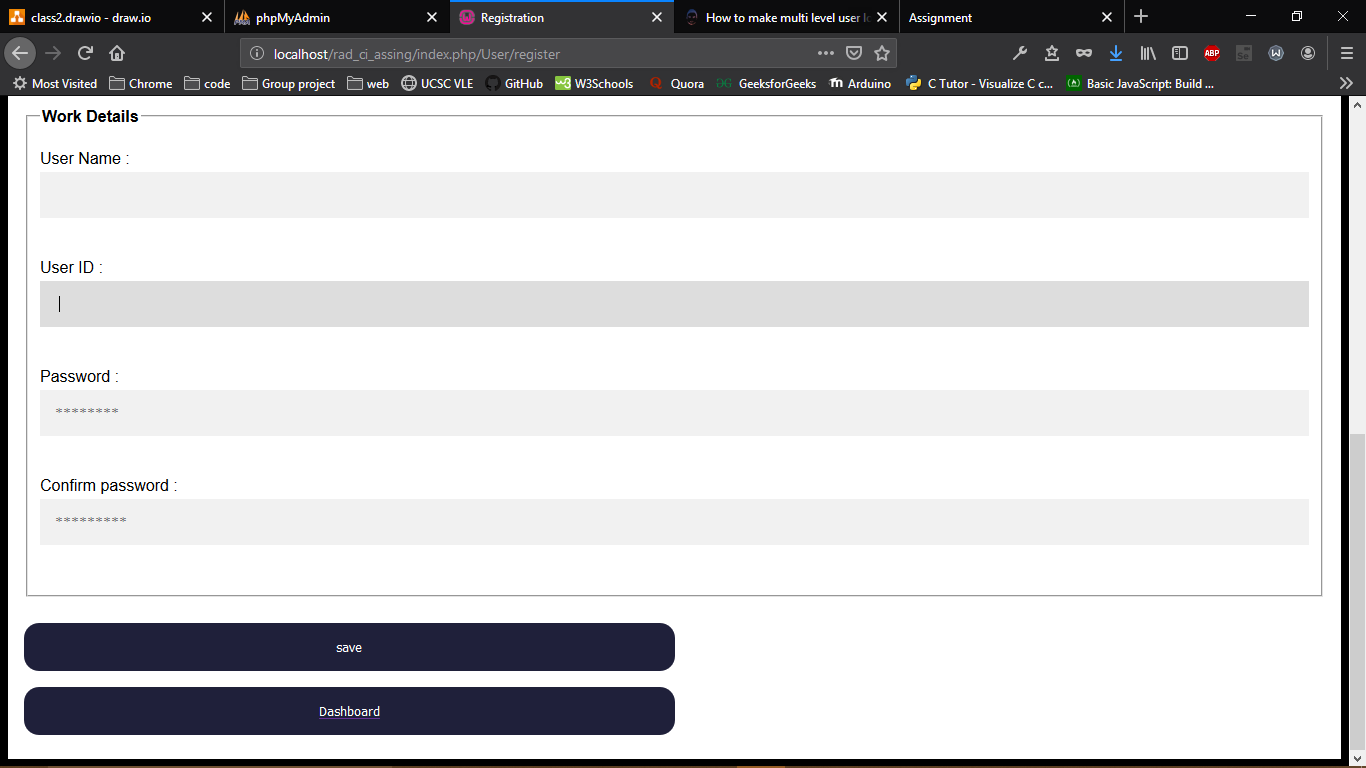 class2.drawio - draw.io
phpMyAdmin
Registration
How to make multi level user l
Assignment
localhost/rad_ci_assing/index.php/User/register
ABP
Most Visited
Chrome
code
Group project
web
UCSC VLE
GitHub
W3Schools
Quora
GeeksforGeeks
Arduino
C Tutor - Visualize C c...
Basic JavaScript: Build ...
Work Details
User Name :
User ID :
Password :
********
Confirm password :
*********
save
Dashboard